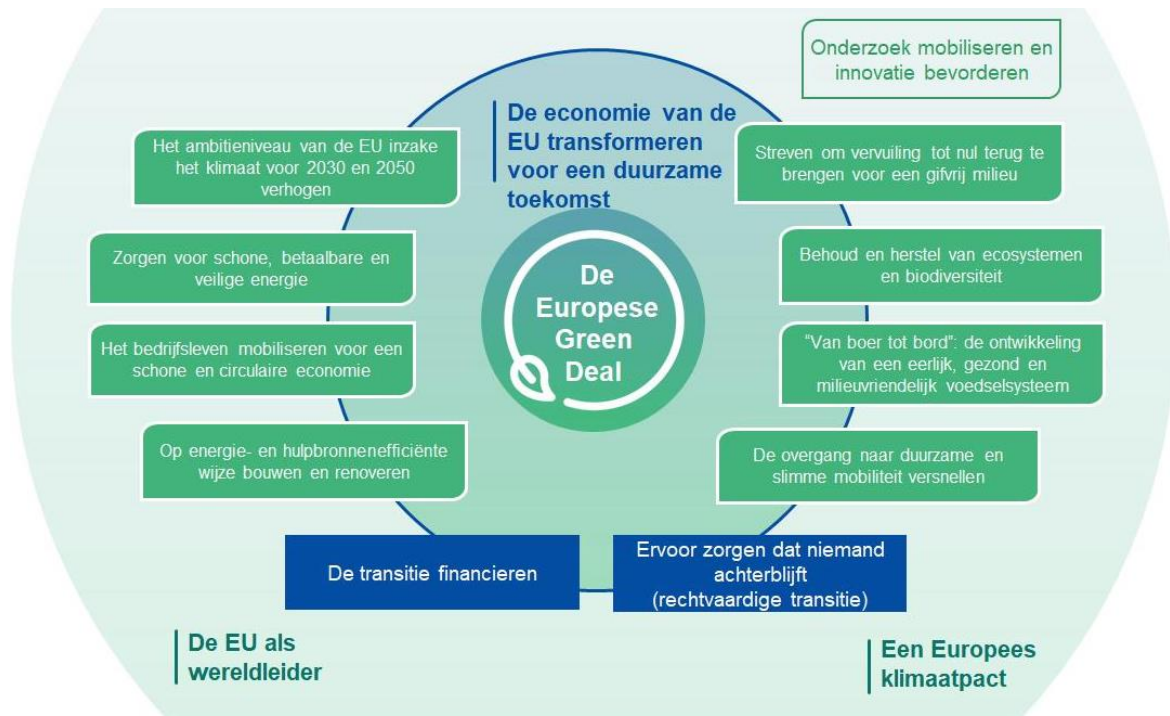 Onderzoek mobiliseren en
innovatie bevorderen
De economie van de
EU transformeren
voor een duurzame
toekomst
Het ambitieniveau van de EU inzake
het klimaat voor 2030 en 2050
verhogen
Streven om vervuiling tot nul terug te
brengen voor een gifvrij milieu
Zorgen voor schone, betaalbare en
veilige energie
Behoud en herstel van ecosystemen
en biodiversiteit
De
Europese
Green
Deal
Het bedrijfsleven mobiliseren voor een
schone en circulaire economie
“Van boer tot bord”: de ontwikkeling
van een eerlijk, gezond en
milieuvriendelijk voedselsysteem
Op energie- en hulpbronnenefficiënte
wijze bouwen en renoveren
De overgang naar duurzame en
slimme mobiliteit versnellen
De transitie financieren
Ervoor zorgen dat niemand
achterblijft
(rechtvaardige transitie)
De EU als
wereldleider
Een Europees
klimaatpact